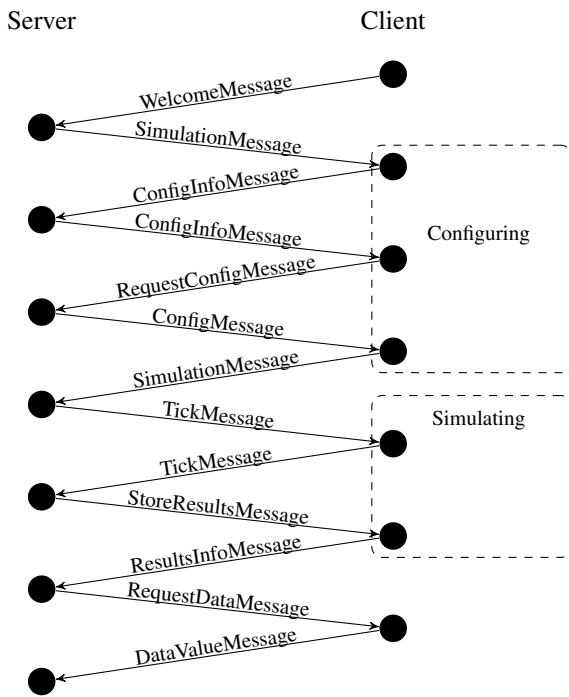 Server
Client
WelcomeMessage
SimulationMessage
ConfigInfoMessage
ConfigInfoMessage
Configuring
RequestConfigMessage
ConfigMessage
SimulationMessage
TickMessage
Simulating
TickMessage
StoreResultsMessage
ResultsInfoMessage
RequestDataMessage
DataValueMessage